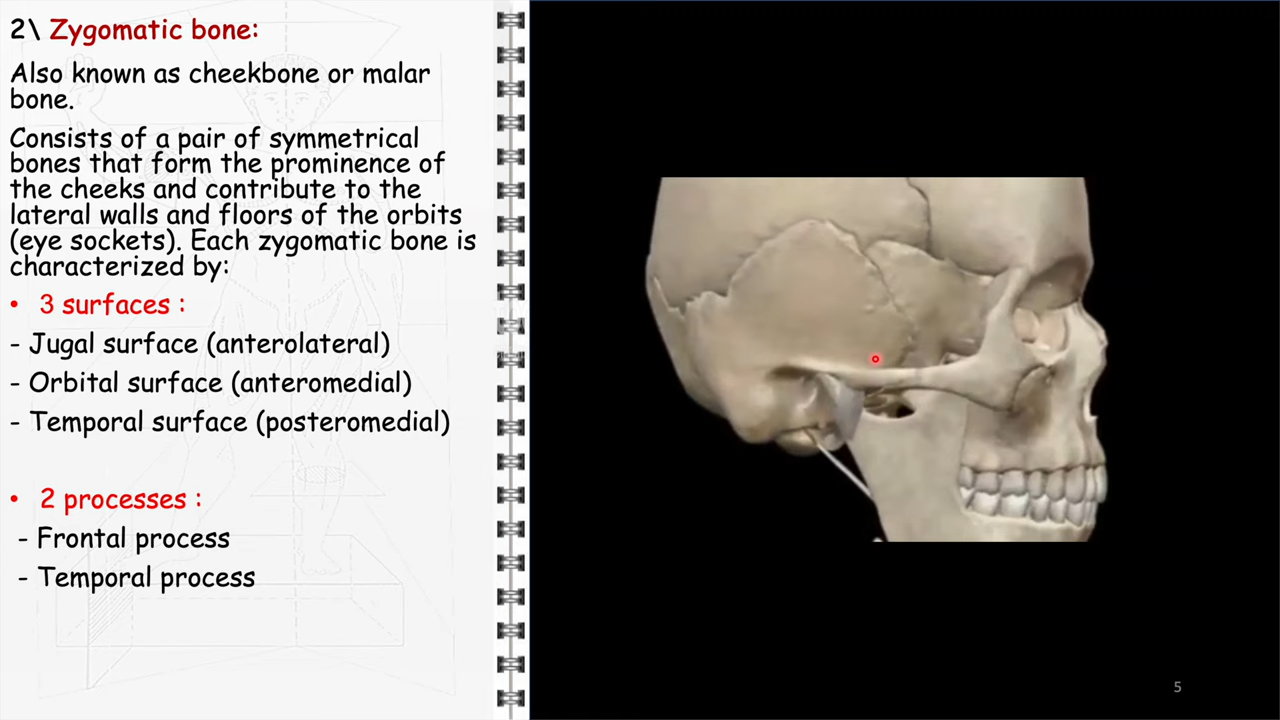 2\ Zygomatic bone:
Also known as cheekbone or malar
bone.
Consists of a pair of symmetrical
bones that form the prominence of
the cheeks and contribute to the
lateral walls and floors of the orbits
(eye sockets). Each zygomatic bone is
characterized by:
• 3 surfaces :
- Jugal surface (anterolateral)
- Orbital surface (anteromedial)
- Temporal surface (posteromedial)
• 2 processes :
- Frontal process
- Temporal process
5